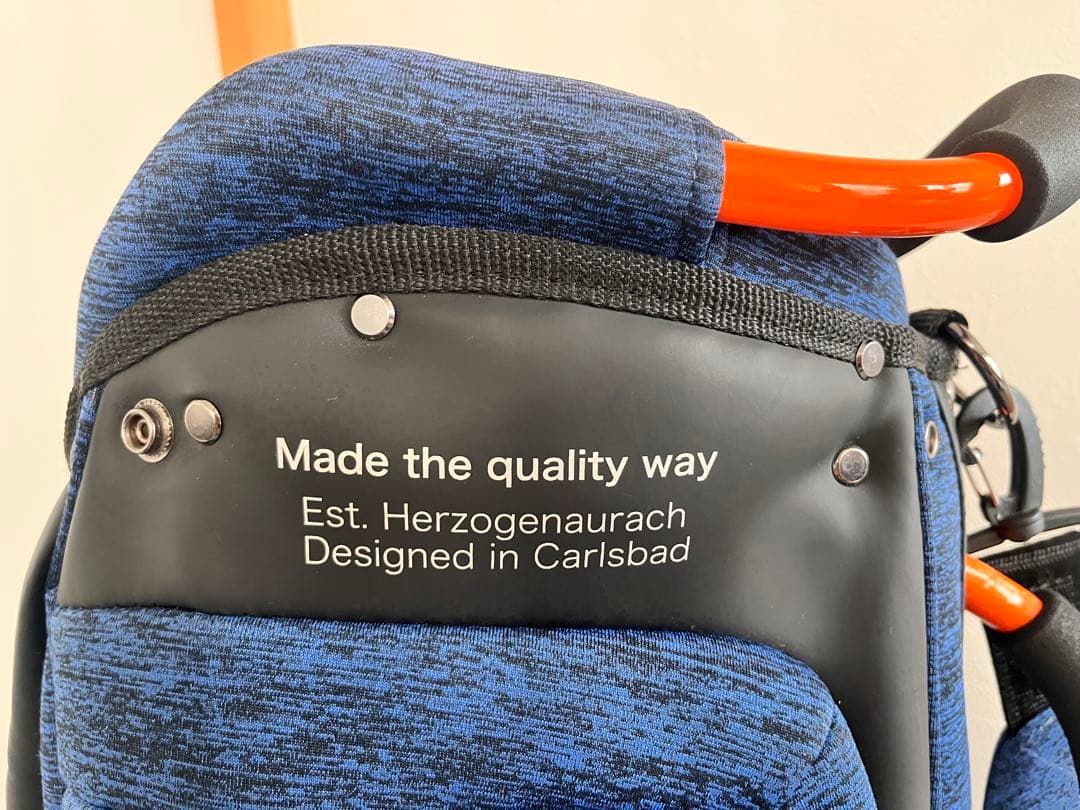 Made the quality way
Est. Herzogenaurach
Designed in Carlsbad